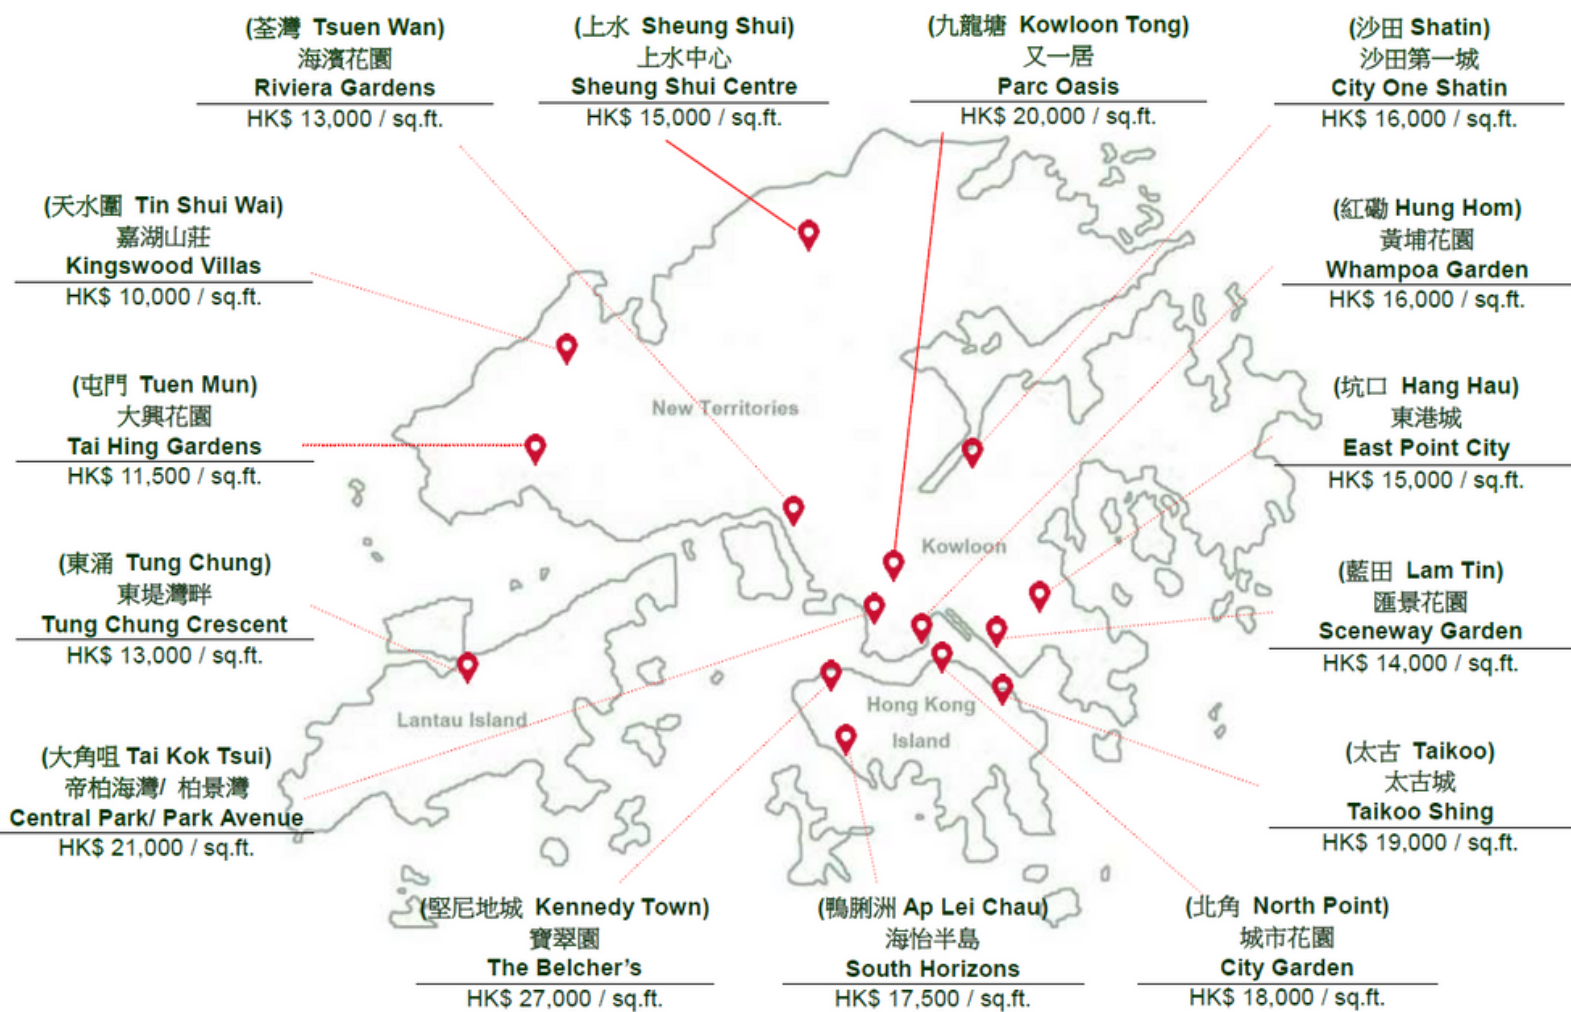 (荃灣 Tsuen Wan)
海濱花園
Riviera Gardens
HK$ 13,000 / sq.ft.
(上水 Sheung Shui)
上水中心
Sheung Shui Centre
HK$ 15,000 / sq.ft.
(九龍塘 Kowloon Tong)
又一居
Parc Oasis
HK$ 20,000 / sq.ft.
(沙田 Shatin)
沙田第一城
City One Shatin
HK$ 16,000 / sq.ft.
(天水圍 Tin Shui Wai)
嘉湖山莊
Kingswood Villas
HK$ 10,000 / sq.ft.
(紅磡 Hung Hom)
黃埔花園
Whampoa Garden
HK$ 16,000 / sq.ft.
(屯門 Tuen Mun)
大興花園
Tai Hing Gardens
HK$ 11,500 / sq.ft.
New Territories
(坑口 Hang Hau)
東港城
East Point City
HK$ 15,000 / sq.ft.
Kowloon
(東涌 Tung Chung)
東堤灣畔
Tung Chung Crescent
HK$ 13,000 / sq.ft.
(藍田 Lam Tin)
匯景花園
Sceneway Garden
HK$ 14,000 / sq.ft.
Lantau Island
Hong Kong
Island
(大角咀 Tai Kok Tsui)
帝柏海灣/ 柏景灣
Central Park/ Park Avenue
HK$ 21,000 / sq.ft.
(太古 Taikoo)
太古城
Taikoo Shing
HK$ 19,000 / sq.ft.
(堅尼地城 Kennedy Town)
寶翠園
The Belcher's
HK$ 27,000 / sq.ft.
(鴨脷洲 Ap Lei Chau)
海怡半島
South Horizons
HK$ 17,500 / sq.ft.
(北角 North Point)
城市花園
City Garden
HK$ 18,000 / sq.ft.